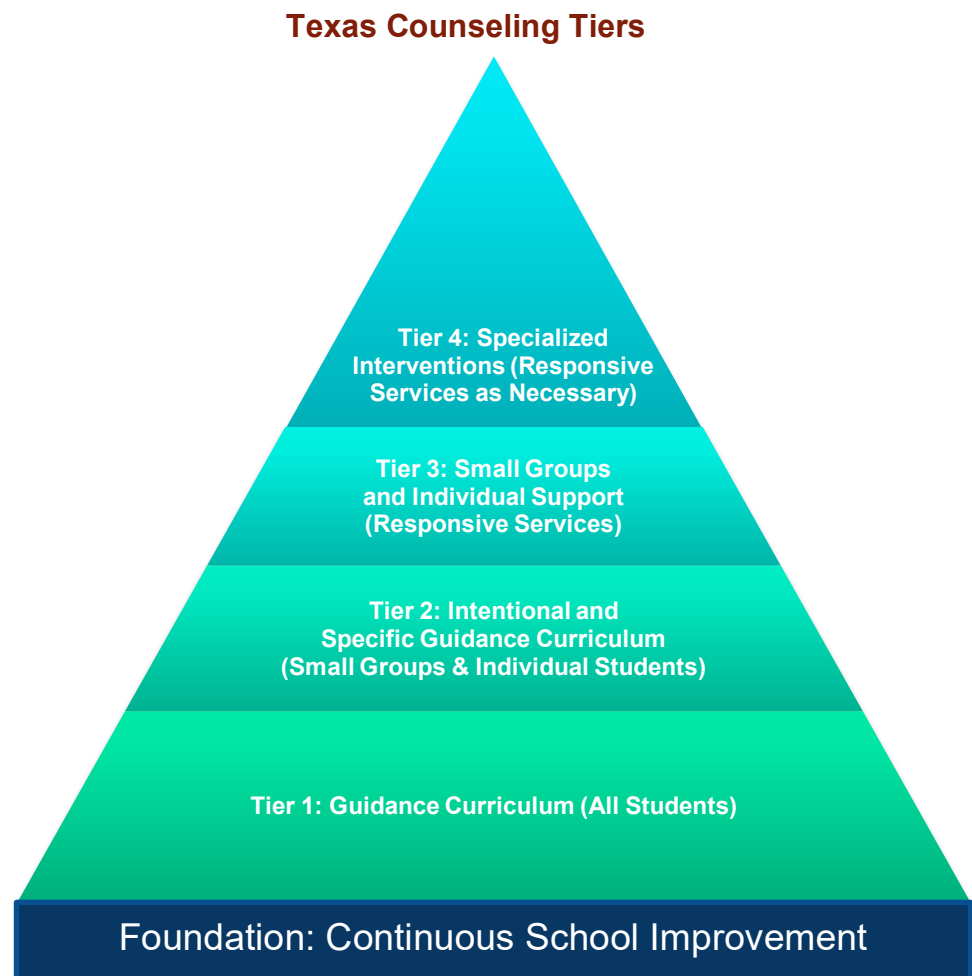 Texas Counseling Tiers
Tier 4: Specialized
Interventions (Responsive
Services as Necessary)
Tier 3: Small Groups
and Individual Support
(Responsive Services)
Tier 2: Intentional and
Specific Guidance Curriculum
(Small Groups & Individual Students)
Tier 1: Guidance Curriculum (All Students)
Foundation: Continuous School Improvement